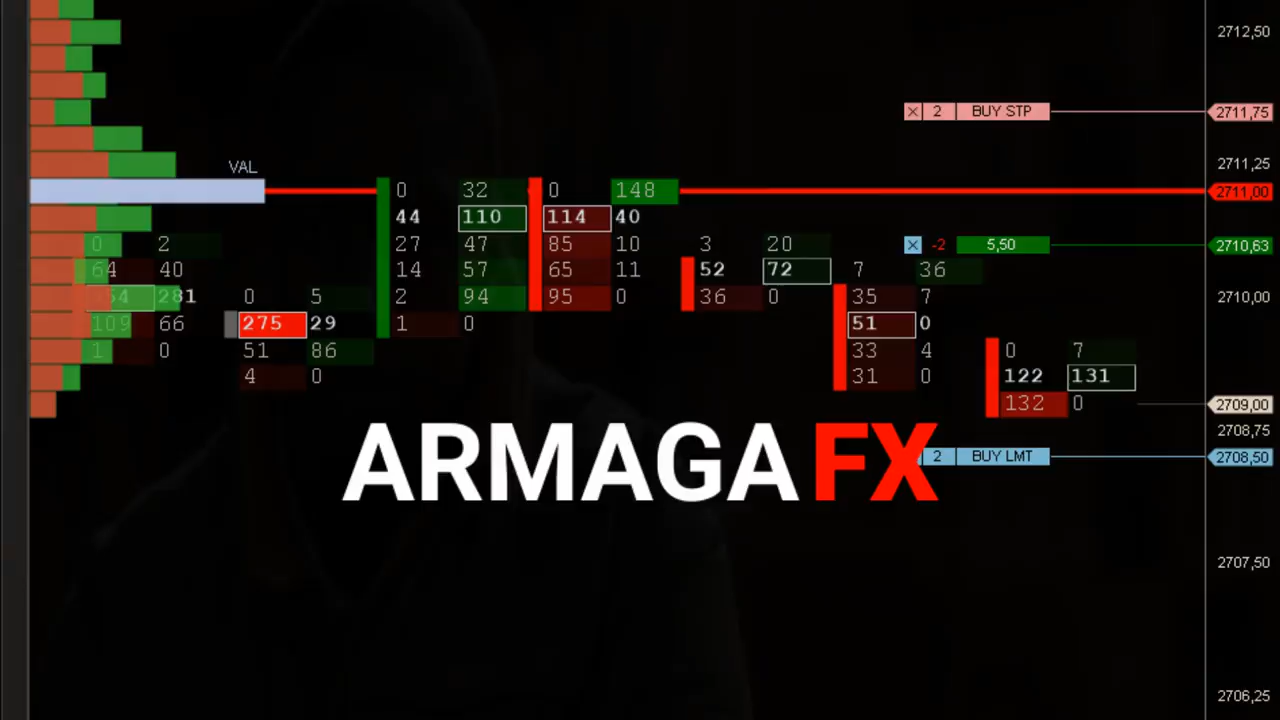 2712,50
× 2 BUY STP 2711,75
VAL 2711,25
0 32 0 148 2711,00
44 110 114 40
0 2 27 47 85 10 3 20 × -2 5,50 2710,63
64 40 14 57 65 11 52 72 7 36
281 0 5 2 94 95 0 36 0 35 7 2710,00
109 66 275 29 1 0 51 0
1 0 51 86 33 4 0 7
4 0 31 0 122 131
132 0 2709,00
2708,75
ARMAGA FX
2 BUY LMT 2708,50
2707,50
2706,25